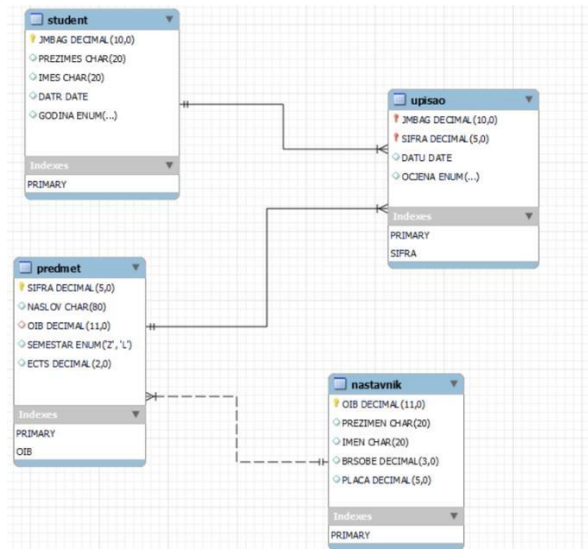 student
JMBAG DECIMAL(10,0)
PREZIMES CHAR(20)
IMES CHAR(20)
DATR DATE
GODINA ENUM(...)
Indexes
PRIMARY
upisao
JMBAG DECIMAL(10,0)
SIFRA DECIMAL(5,0)
DATU DATE
OCJENA ENUM(...)
Indexes
PRIMARY
SIFRA
predmet
SIFRA DECIMAL(5,0)
NASLOV CHAR(80)
OIB DECIMAL(11,0)
SEMESTAR ENUM('Z', 'L')
ECTS DECIMAL(2,0)
Indexes
PRIMARY
OIB
nastavnik
OIB DECIMAL(11,0)
PREZIMEN CHAR(20)
IMEN CHAR(20)
BRSOBE DECIMAL(3,0)
PLACA DECIMAL(5,0)
Indexes
PRIMARY